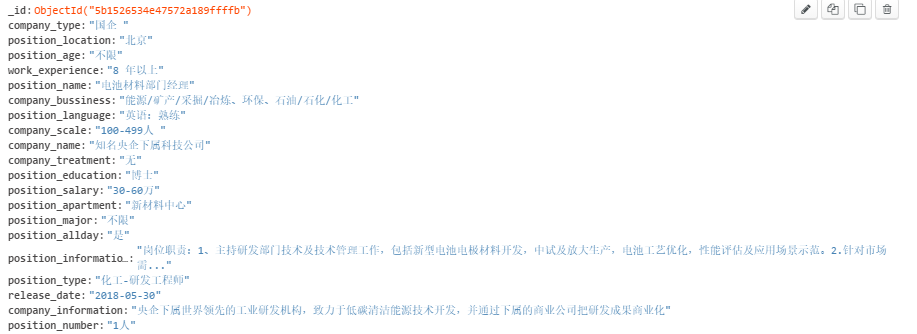 _id: ObjectId("5b1526534e47572a189ffffb")
company_type: "国企 "
position_location: "北京"
position_age: "不限"
work_experience: "8 年以上"
position_name: "电池材料部门经理"
company_bussiness: "能源/矿产/采掘/冶炼、环保、石油/石化/化工"
position_language: "英语：熟练"
company_scale: "100-499人 "
company_name: "知名央企下属科技公司"
company_treatment: "无"
position_education: "博士"
position_salary: "30-60万"
position_apartment: "新材料中心"
position_major: "不限"
position_allday: "是"
position_informatio…: "岗位职责：1、主持研发部门技术及技术管理工作，包括新型电池电极材料开发，中试及放大生产，电池工艺优化，性能评估及应用场景示范。2.针对市场
需..."
position_type: "化工-研发工程师"
release_date: "2018-05-30"
company_information: "央企下属世界领先的工业研发机构，致力于低碳清洁能源技术开发，并通过下属的商业公司把研发成果商业化"
position_number: "1人"